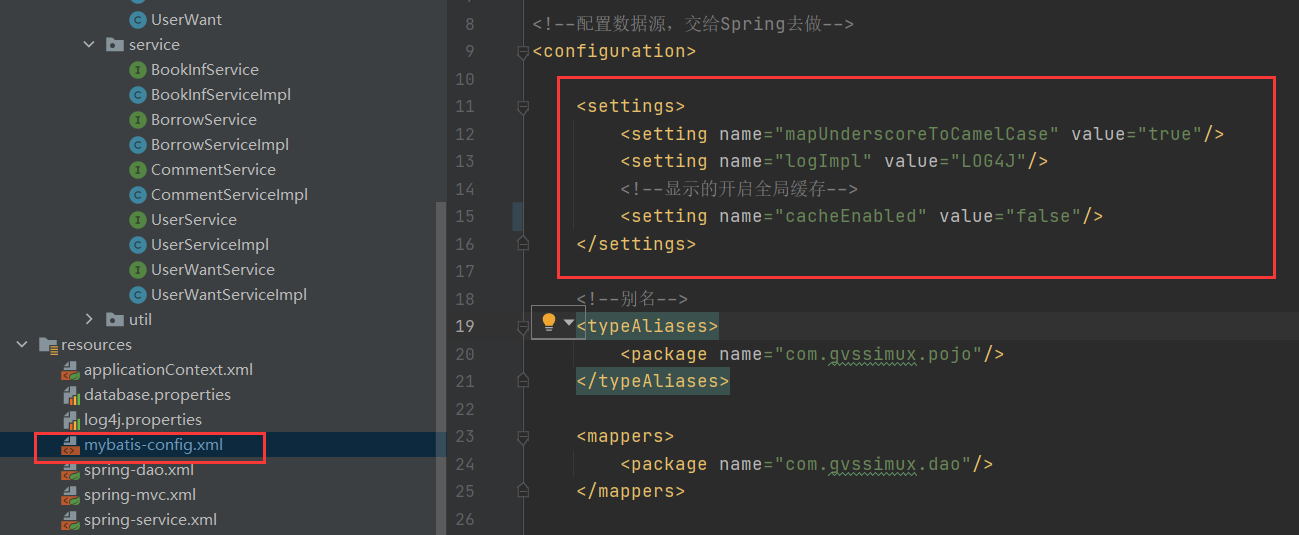 UserWant
service
BookInfService
BookInfServiceImpl
BorrowService
BorrowServiceImpl
CommentService
CommentServiceImpl
UserService
UserServiceImpl
UserWantService
UserWantServiceImpl
util
resources
applicationContext.xml
database.properties
log4j.properties
mybatis-config.xml
spring-dao.xml
spring-mvc.xml
spring-service.xml
8 <!--配置数据源，交给Spring去做-->
9 <configuration>
10
11 <settings>
12 <setting name="mapUnderscoreToCamelCase" value="true"/>
13 <setting name="logImpl" value="LOG4J"/>
14 <!--显示的开启全局缓存-->
15 <setting name="cacheEnabled" value="false"/>
16 </settings>
17
18 <!--别名-->
19 <typeAliases>
20 <package name="com.gvssimux.pojo"/>
21 </typeAliases>
22
23 <mappers>
24 <package name="com.gvssimux.dao"/>
25 </mappers>
26